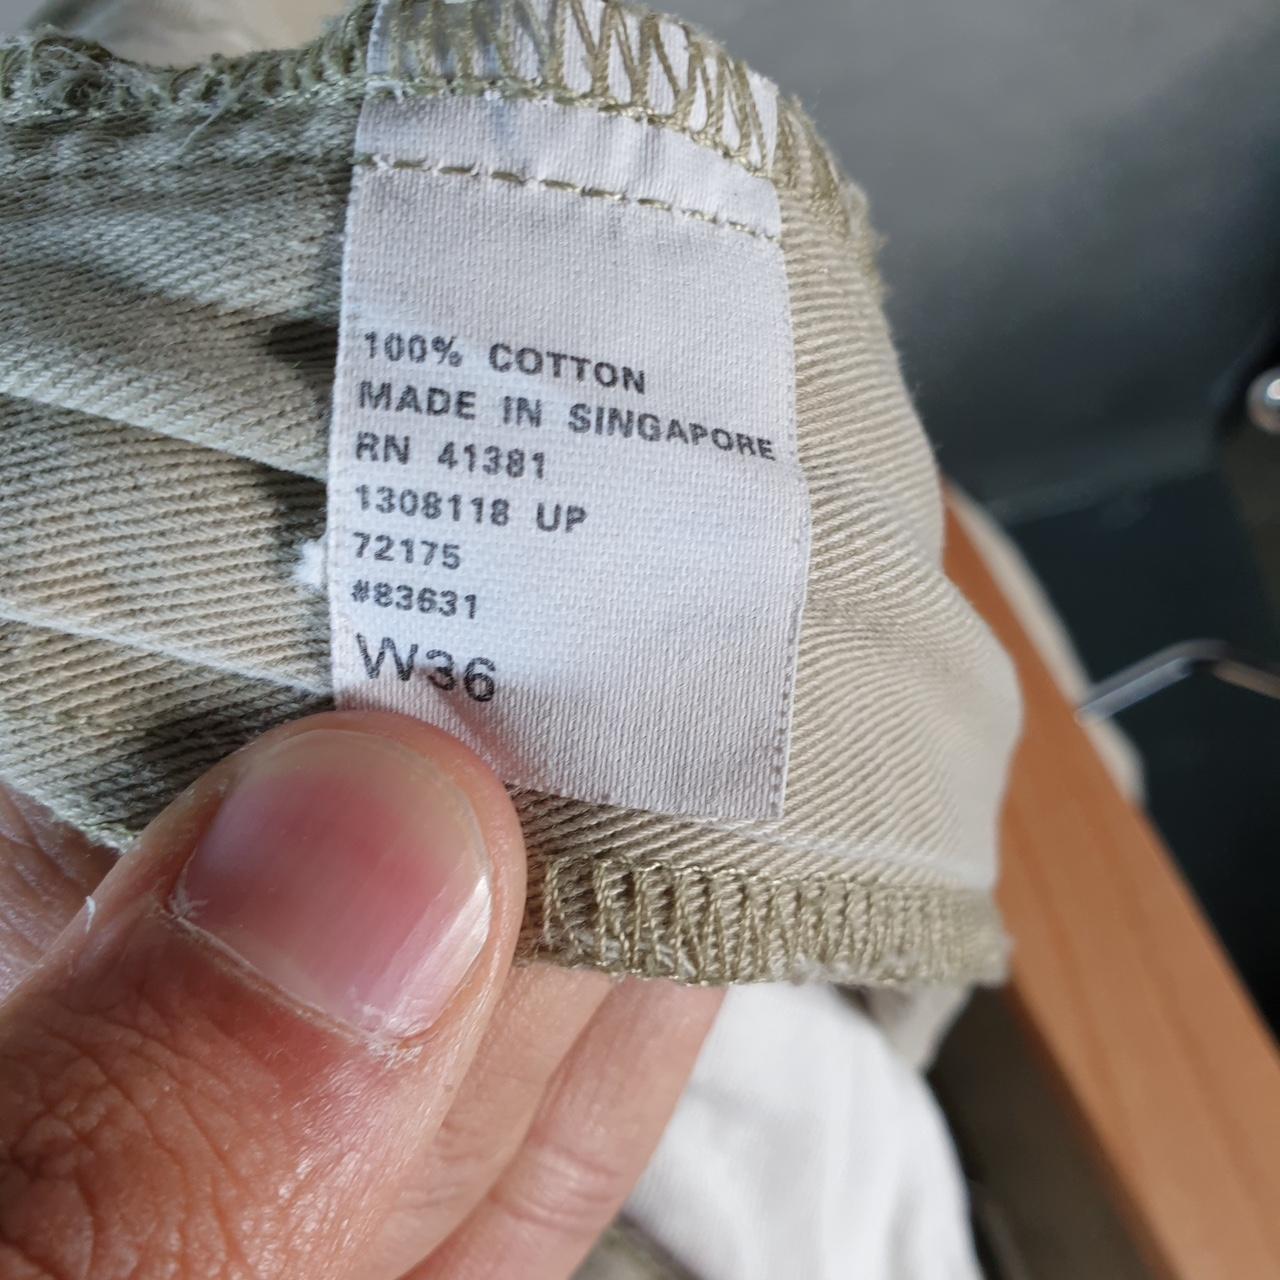 100% COTTON
MADE IN SINGAPORE
RN 41381
1308118 UP
72175
#83631
W36